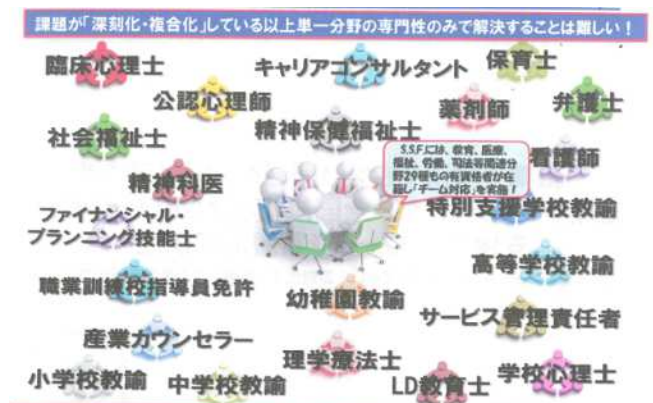 課題が「深刻化・複合化」している以上単一分野の専門性のみで解決することは難しい！
臨床心理士
キャリアコンサルタント
保育士
公認心理師
薬剤師
弁護士
社会福祉士
精神保健福祉士
S.S.F.には、教育、医療、
福祉、労働、司法等関連分
野29種もの有資格者が在
籍し「チーム対応」を実施！
看護師
精神科医
特別支援学校教諭
ファイナンシャル・
プランニング技能士
高等学校教諭
職業訓練校指導員免許
幼稚園教諭
サービス管理責任者
産業カウンセラー
理学療法士
小学校教諭
中学校教諭
LD教育士
学校心理士